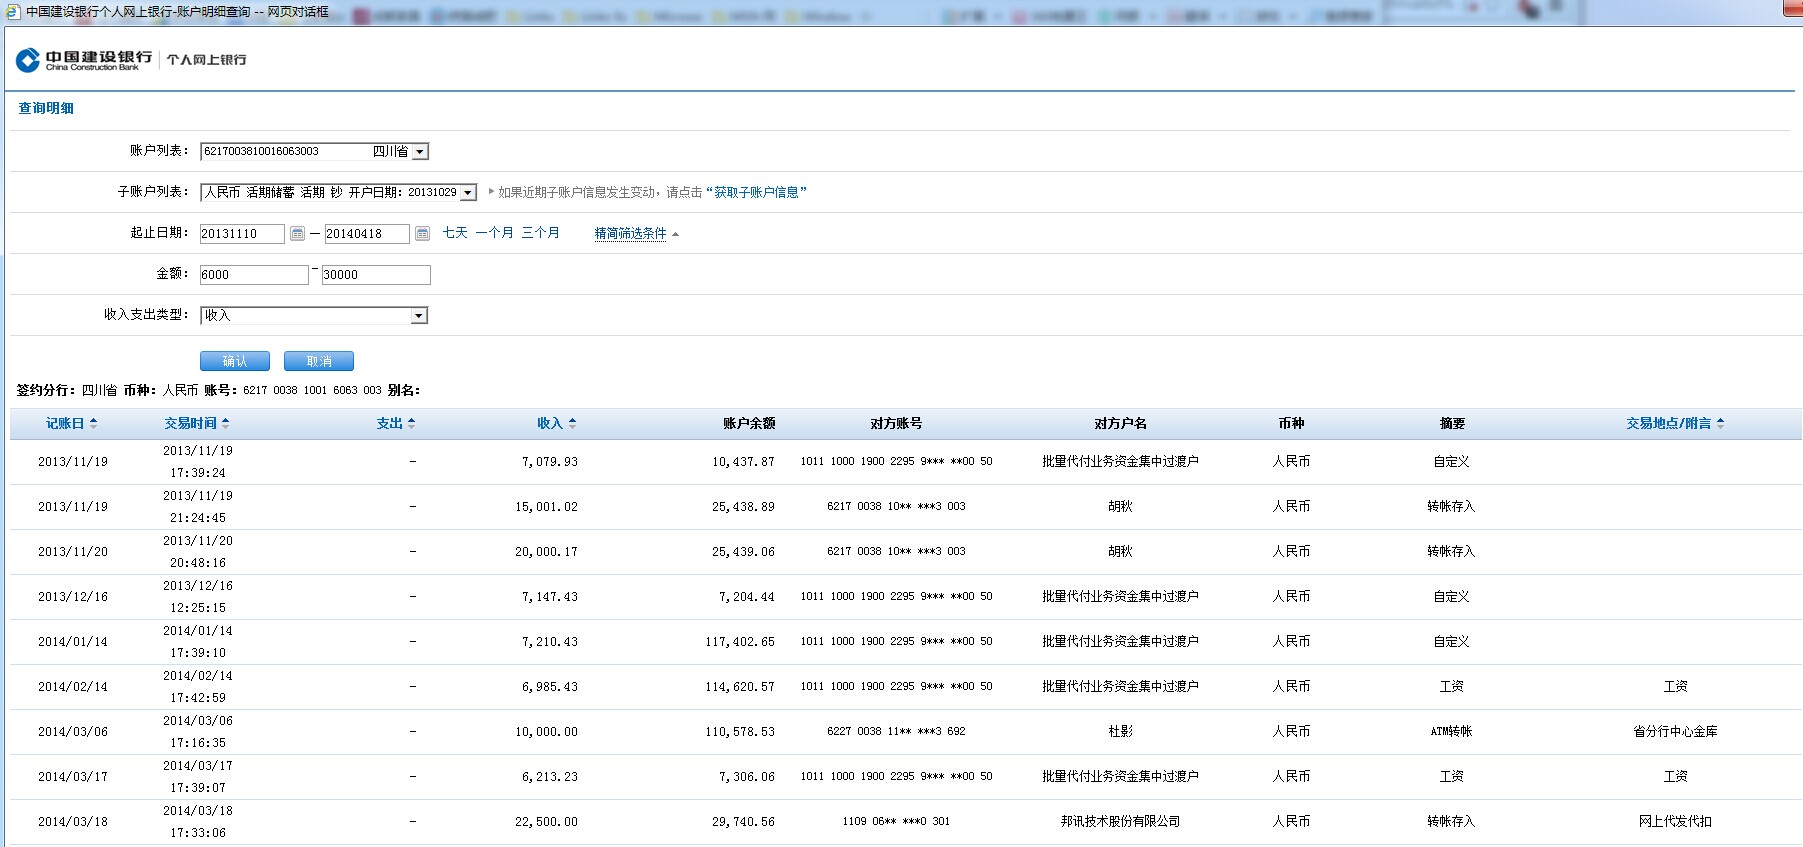 中国建设银行个人网上银行-账户明细查询 -- 网页对话框
中国建设银行 个人网上银行
China Construction Bank
查询明细
账户列表： 6217003810016063003 四川省
子账户列表： 人民币 活期储蓄 活期 钞 开户日期：20131029 如果近期子账户信息发生变动，请点击“获取子账户信息”
起止日期： 20131110 — 20140418 七天 一个月 三个月 精简筛选条件
金额： 6000 - 30000
收入支出类型： 收入
确认 取消
签约分行：四川省 币种：人民币 账号：6217 0038 1001 6063 003 别名：
记账日 交易时间 支出 收入 账户余额 对方账号 对方户名 币种 摘要 交易地点/附言
2013/11/19 2013/11/19 17:39:24 - 7,079.93 10,437.87 1011 1000 1900 2295 9*** **00 50 批量代付业务资金集中过渡户 人民币 自定义
2013/11/19 2013/11/19 21:24:45 - 15,001.02 25,438.89 6217 0038 10** ***3 003 胡秋 人民币 转帐存入
2013/11/20 2013/11/20 20:48:16 - 20,000.17 25,439.06 6217 0038 10** ***3 003 胡秋 人民币 转帐存入
2013/12/16 2013/12/16 12:25:15 - 7,147.43 7,204.44 1011 1000 1900 2295 9*** **00 50 批量代付业务资金集中过渡户 人民币 自定义
2014/01/14 2014/01/14 17:39:10 - 7,210.43 117,402.65 1011 1000 1900 2295 9*** **00 50 批量代付业务资金集中过渡户 人民币 自定义
2014/02/14 2014/02/14 17:42:59 - 6,985.43 114,620.57 1011 1000 1900 2295 9*** **00 50 批量代付业务资金集中过渡户 人民币 工资 工资
2014/03/06 2014/03/06 17:16:35 - 10,000.00 110,578.53 6227 0038 11** ***3 692 杜影 人民币 ATM转帐 省分行中心金库
2014/03/17 2014/03/17 17:39:07 - 6,213.23 7,306.06 1011 1000 1900 2295 9*** **00 50 批量代付业务资金集中过渡户 人民币 工资 工资
2014/03/18 2014/03/18 17:33:06 - 22,500.00 29,740.56 1109 06** ***0 301 邦讯技术股份有限公司 人民币 转帐存入 网上代发代扣